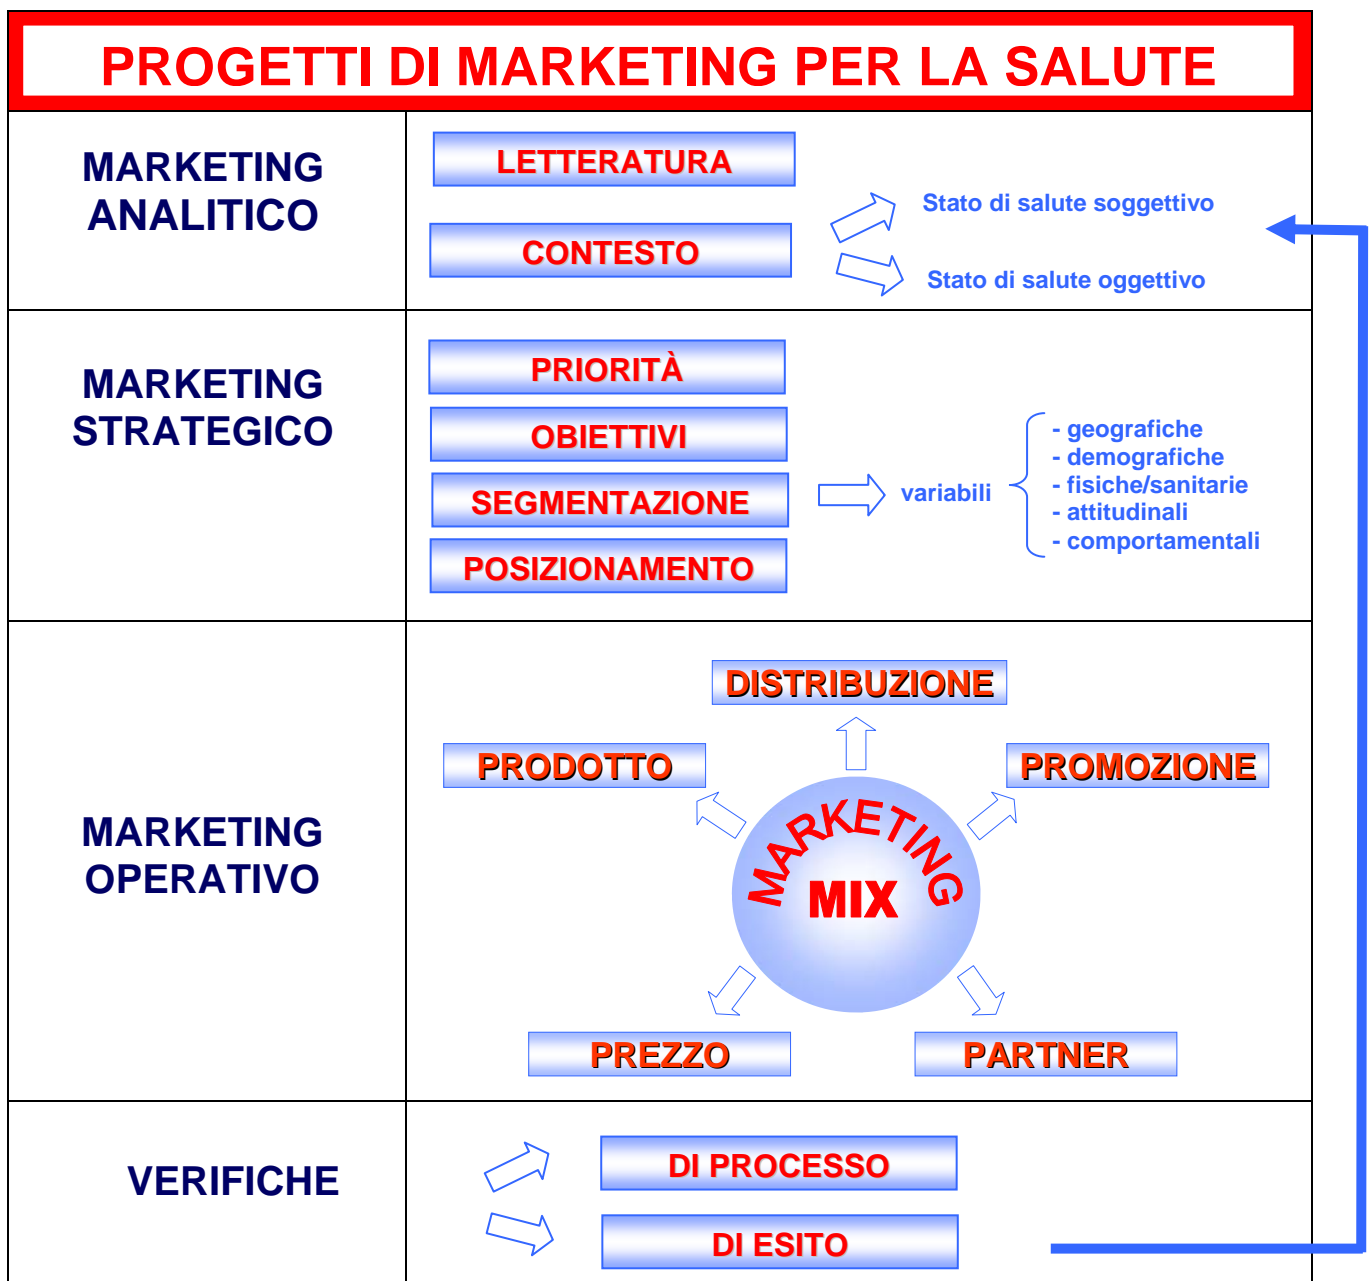 PROGETTI DI MARKETING PER LA SALUTE
MARKETING
ANALITICO
LETTERATURA
CONTESTO
Stato di salute soggettivo
Stato di salute oggettivo
MARKETING
STRATEGICO
PRIORITÀ
OBIETTIVI
SEGMENTAZIONE
POSIZIONAMENTO
variabili
- geografiche
- demografiche
- fisiche/sanitarie
- attitudinali
- comportamentali
MARKETING
OPERATIVO
DISTRIBUZIONE
PRODOTTO
PROMOZIONE
MARKETING
MIX
PREZZO
PARTNER
VERIFICHE
DI PROCESSO
DI ESITO